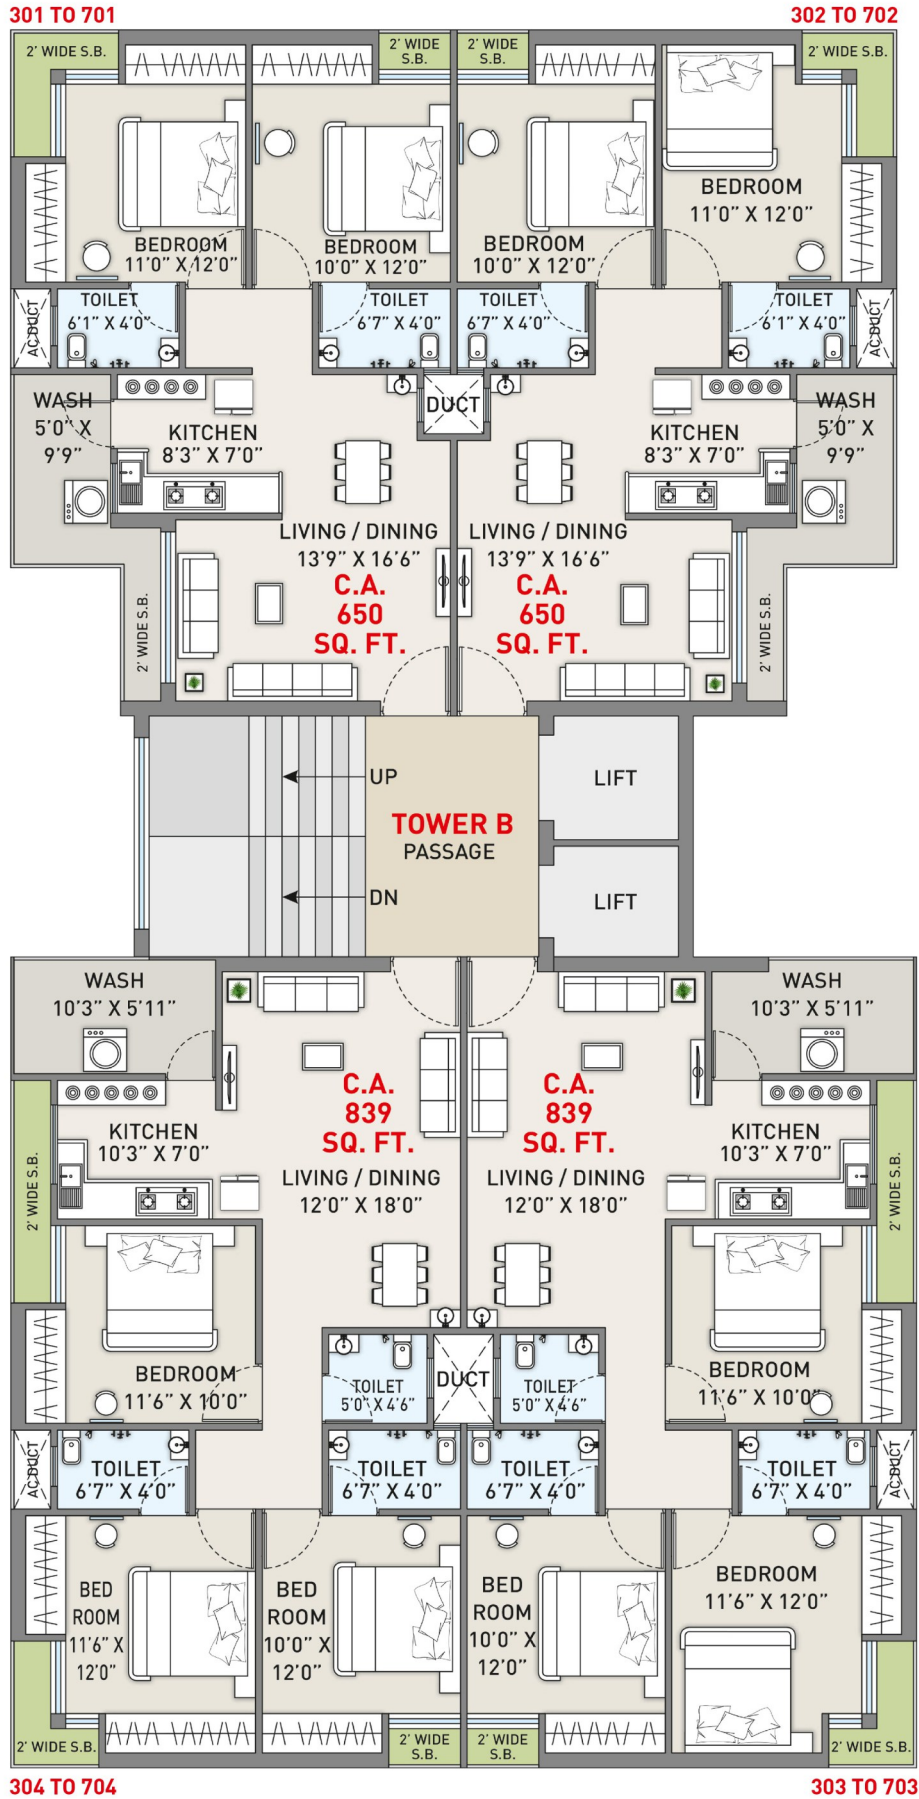 301 TO 701
302 TO 702
2' WIDE S.B.
2' WIDE
S.B.
2' WIDE
S.B.
2' WIDE S.B.
BEDROOM
11'0” X 12'0”
BEDROOM
10'0” X 12'0”
BEDROOM
10'0” X 12'0”
BEDROOM
11'0” X 12'0”
AC DUCT
TOILET
6'1” X 4'0”
TOILET
6'7” X 4'0”
TOILET
6'7” X 4'0”
TOILET
6'1” X 4'0”
AC DUCT
WASH
5'0” X
9'9”
KITCHEN
8'3” X 7'0”
DUCT
KITCHEN
8'3” X 7'0”
WASH
5'0” X
9'9”
LIVING / DINING
13'9” X 16'6”
C.A.
650
SQ. FT.
LIVING / DINING
13'9” X 16'6”
C.A.
650
SQ. FT.
2' WIDE S.B.
2' WIDE S.B.
UP
TOWER B
PASSAGE
DN
LIFT
LIFT
WASH
10'3” X 5'11”
WASH
10'3” X 5'11”
C.A.
839
SQ. FT.
LIVING / DINING
12'0” X 18'0”
C.A.
839
SQ. FT.
LIVING / DINING
12'0” X 18'0”
2' WIDE S.B.
KITCHEN
10'3” X 7'0”
KITCHEN
10'3” X 7'0”
2' WIDE S.B.
BEDROOM
11'6” X 10'0”
TOILET
5'0” X 4'6”
DUCT
TOILET
5'0” X 4'6”
BEDROOM
11'6” X 10'0”
AC DUCT
TOILET
6'7” X 4'0”
TOILET
6'7” X 4'0”
TOILET
6'7” X 4'0”
TOILET
6'7” X 4'0”
AC DUCT
BED
ROOM
11'6” X
12'0”
BED
ROOM
10'0” X
12'0”
BED
ROOM
10'0” X
12'0”
BEDROOM
11'6” X 12'0”
2' WIDE S.B.
2' WIDE
S.B.
2' WIDE
S.B.
2' WIDE S.B.
304 TO 704
303 TO 703